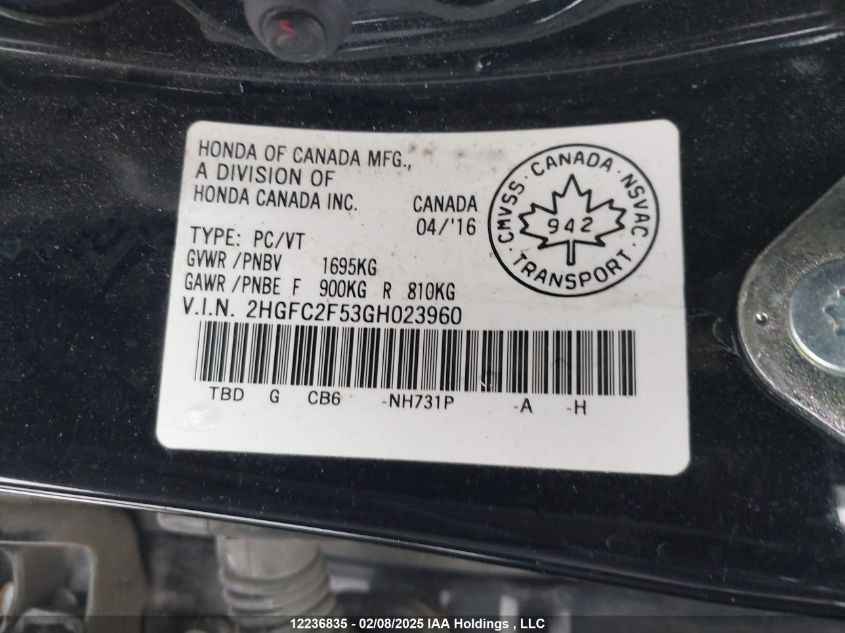 HONDA OF CANADA MFG.,
A DIVISION OF
HONDA CANADA INC.
CANADA
04/'16
TYPE: PC/VT
GVWR /PNBV 1695KG
GAWR /PNBE F 900KG R 810KG
V.I.N. 2HGFC2F53GH023960
TBD G CB6 -NH731P -A -H
CMVSS · CANADA · NSVAC
942
· TRANSPORT ·
12236835 - 02/08/2025 IAA Holdings , LLC